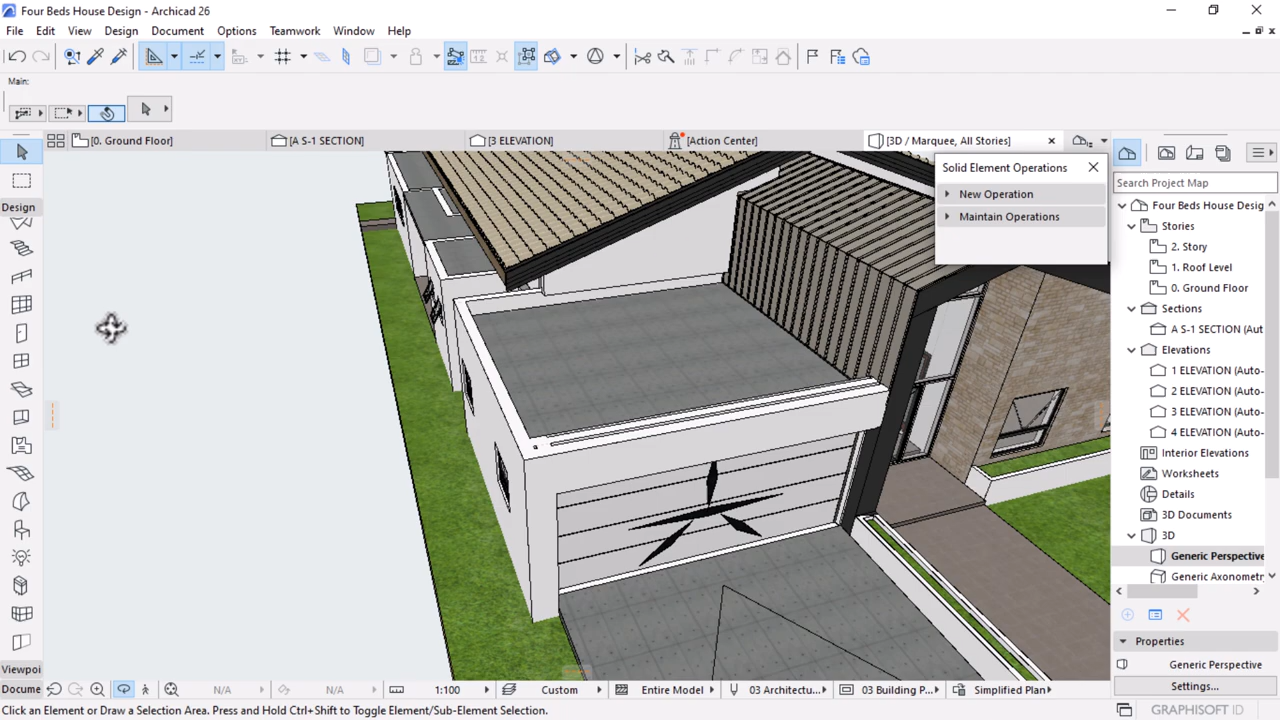 Four Beds House Design - Archicad 26
File Edit View Design Document Options Teamwork Window Help
Main:
[0. Ground Floor]
[A S-1 SECTION]
[3 ELEVATION]
[Action Center]
[3D / Marquee, All Stories]
Solid Element Operations
New Operation
Maintain Operations
Design
Viewpoi
Docume
Search Project Map
Four Beds House Desig
Stories
2. Story
1. Roof Level
0. Ground Floor
Sections
A S-1 SECTION (Aut
Elevations
1 ELEVATION (Auto-
2 ELEVATION (Auto-
3 ELEVATION (Auto-
4 ELEVATION (Auto-
Interior Elevations
Worksheets
Details
3D Documents
3D
Generic Perspective
Generic Axonometr
Properties
Generic Perspective
Settings...
N/A
N/A
1:100
Custom
Entire Model
03 Architectu...
03 Building P...
Simplified Plan
Click an Element or Draw a Selection Area. Press and Hold Ctrl+Shift to Toggle Element/Sub-Element Selection.
GRAPHISOFT ID